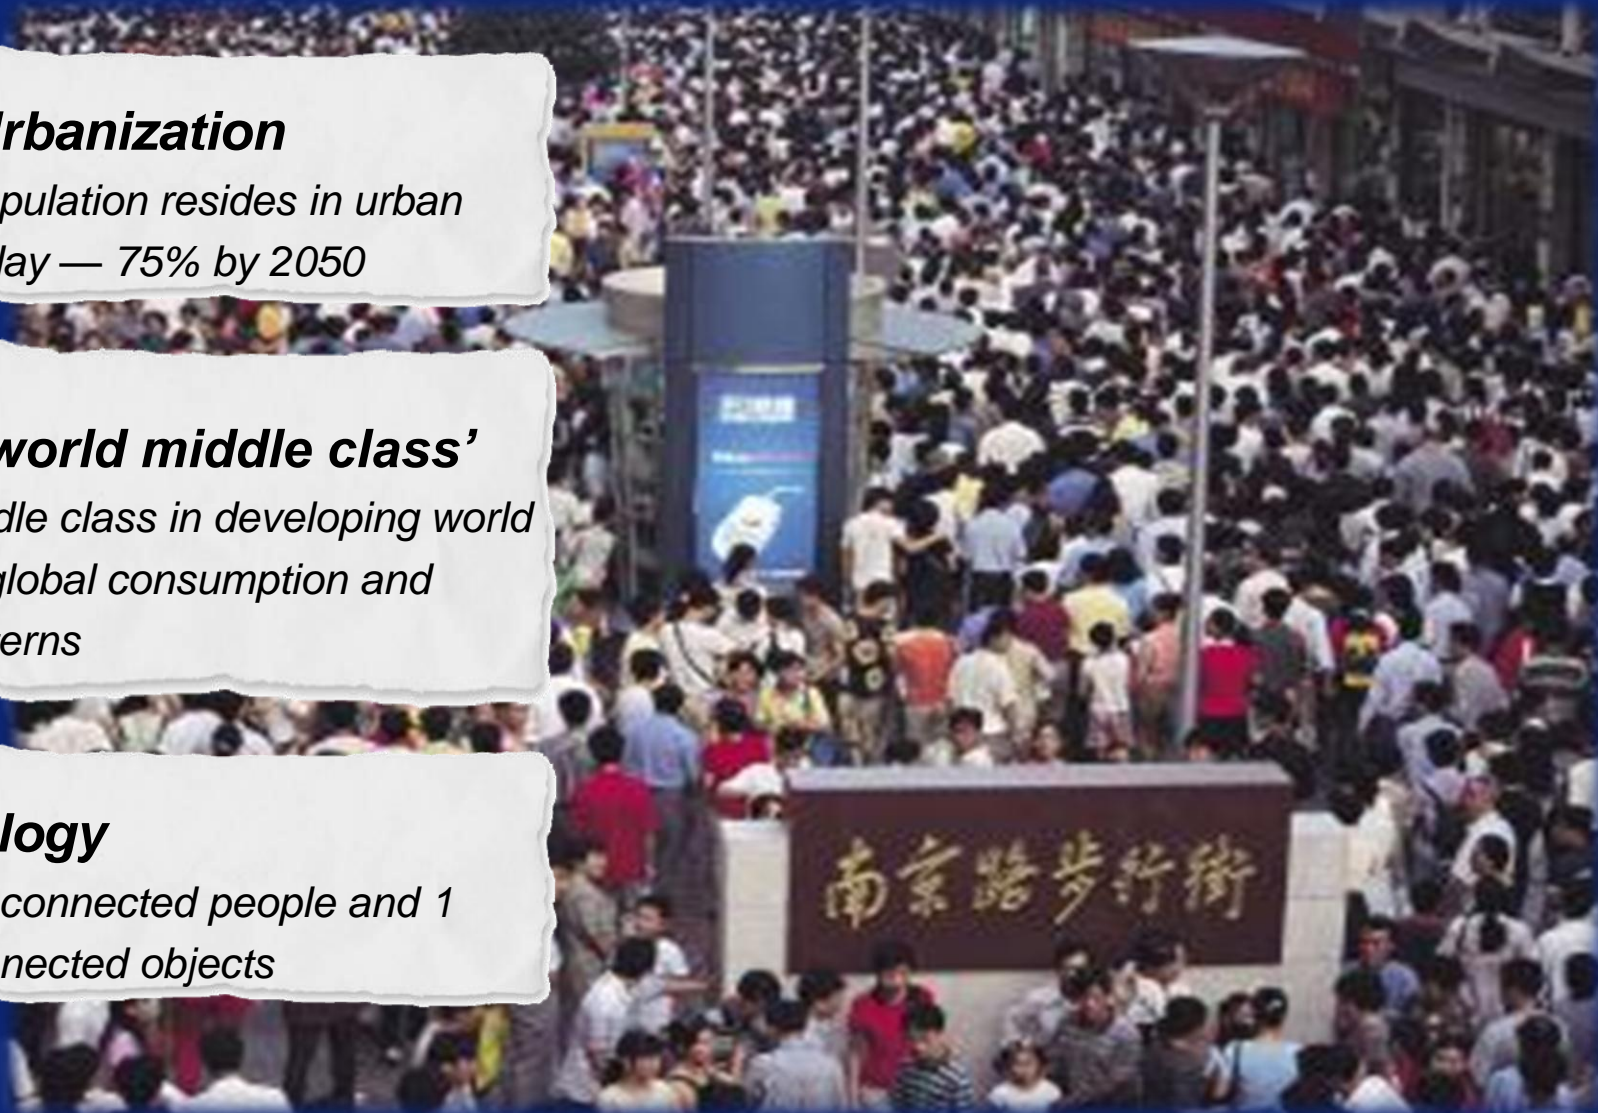 rbanization
pulation resides in urban
lay — 75% by 2050
world middle class’
dle class in developing world
global consumption and
erns
logy
connected people and 1
nected objects
南京路步行街